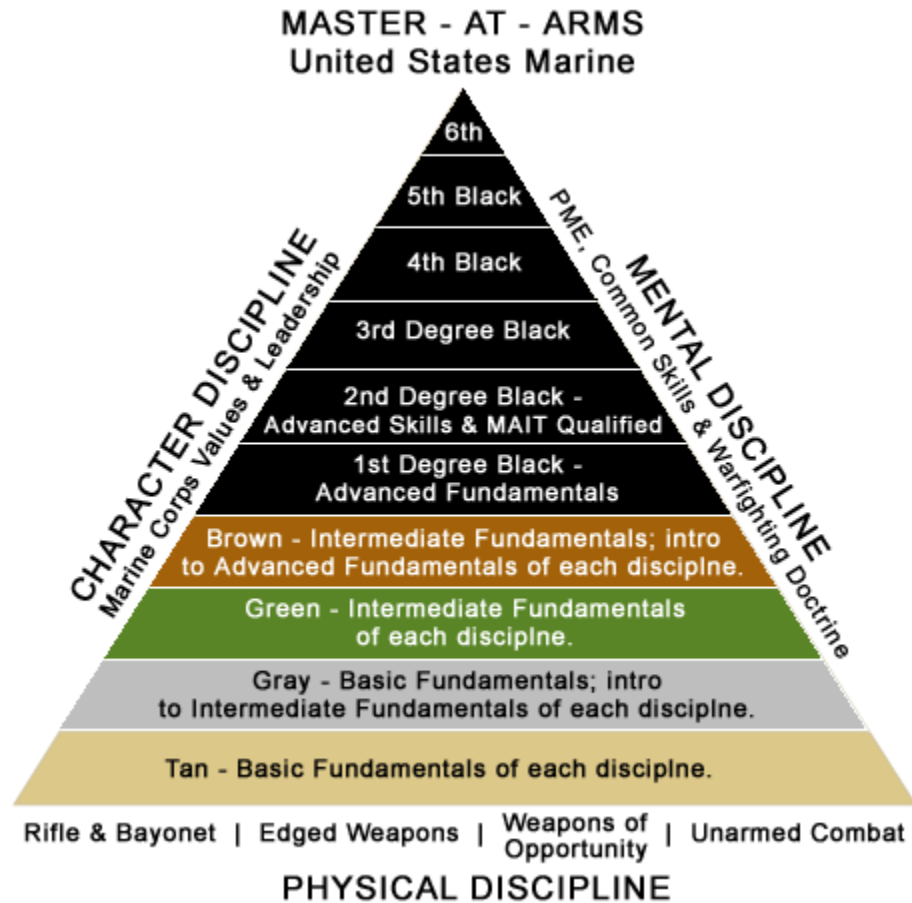 MASTER - AT - ARMS
United States Marine
6th
5th Black
4th Black
3rd Degree Black
2nd Degree Black -
Advanced Skills & MAIT Qualified
1st Degree Black -
Advanced Fundamentals
Brown - Intermediate Fundamentals; intro
to Advanced Fundamentals of each disciplne.
Green - Intermediate Fundamentals
of each disciplne.
Gray - Basic Fundamentals; intro
to Intermediate Fundamentals of each disciplne.
Tan - Basic Fundamentals of each disciplne.
CHARACTER DISCIPLINE
Marine Corps Values & Leadership
MENTAL DISCIPLINE
PME, Common Skills & Warfighting Doctrine
Rifle & Bayonet | Edged Weapons | Weapons of Opportunity | Unarmed Combat
PHYSICAL DISCIPLINE